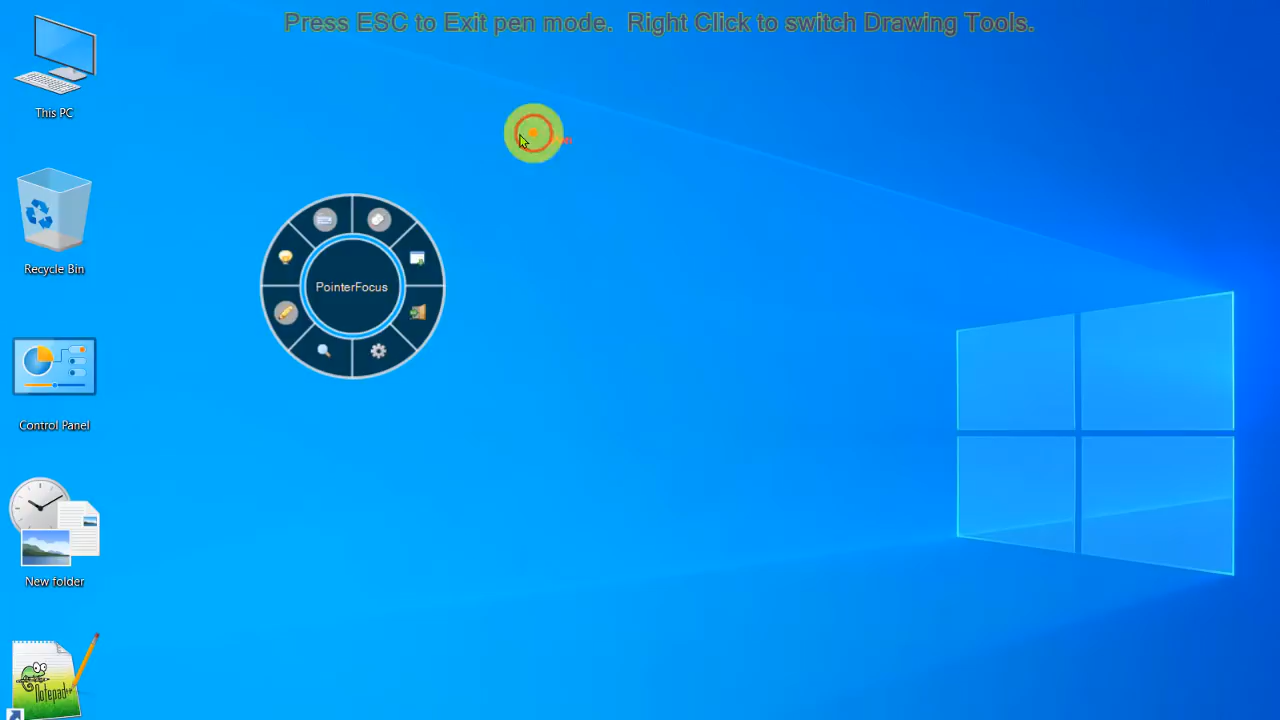 Press ESC to Exit pen mode.  Right Click to switch Drawing Tools.
This PC
Recycle Bin
PointerFocus
Control Panel
New folder
Notepad++